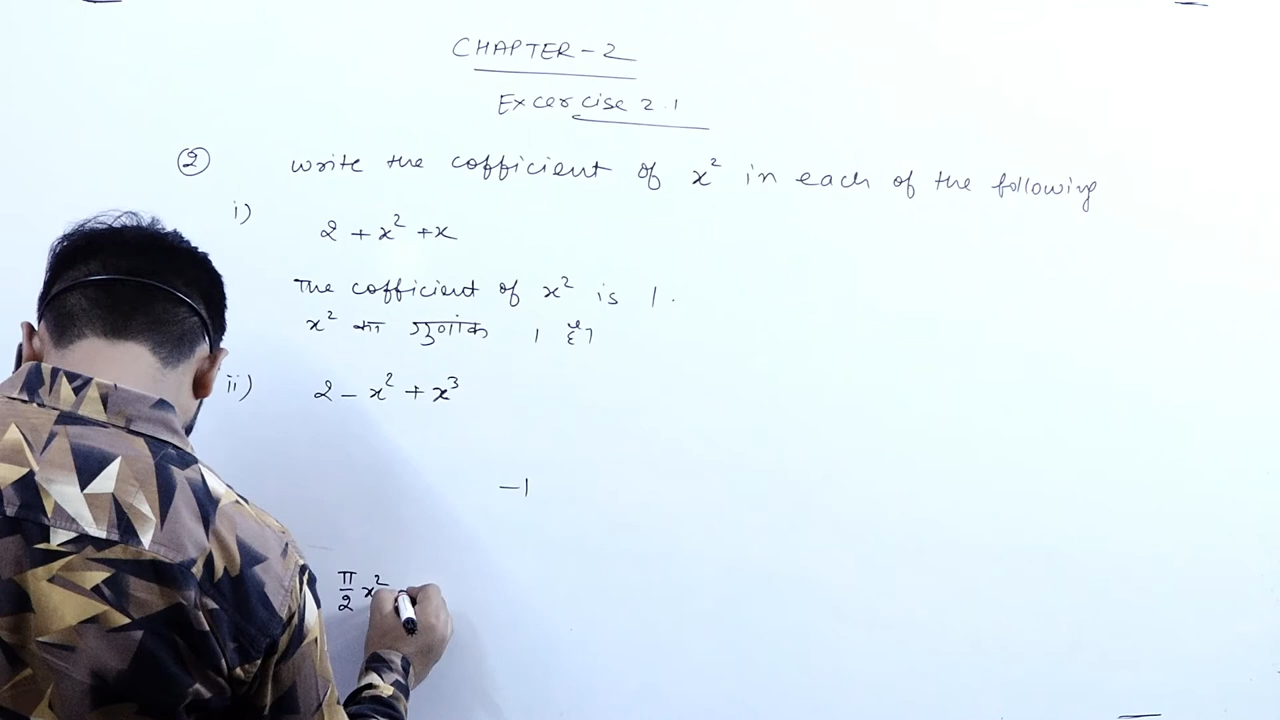 CHAPTER - 2
Excercise 2.1
② write the cofficient of x² in each of the following
i) 2 + x² + x
The cofficient of x² is 1.
x² का गुणांक 1 है।
ii) 2 - x² + x³
-1
π/2 x²